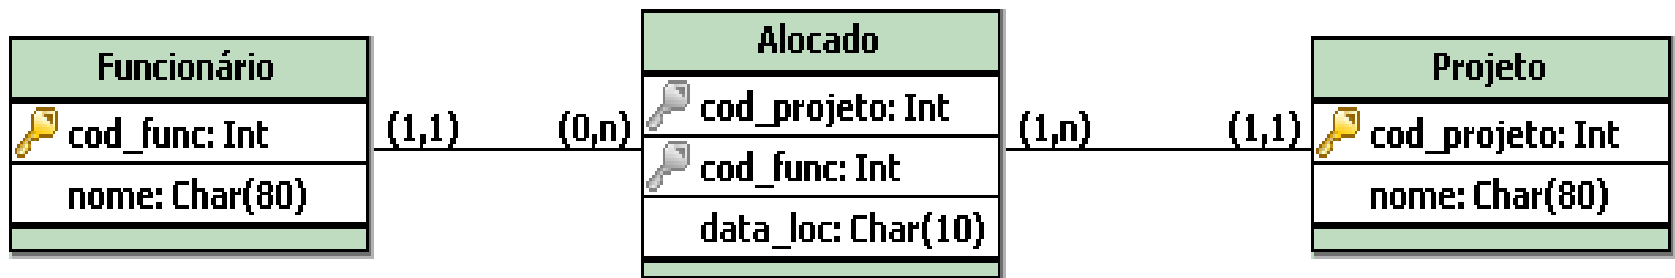 Funcionário
cod_func: Int
nome: Char(80)
(1,1)
(0,n)
Alocado
cod_projeto: Int
cod_func: Int
data_loc: Char(10)
(1,n)
(1,1)
Projeto
cod_projeto: Int
nome: Char(80)